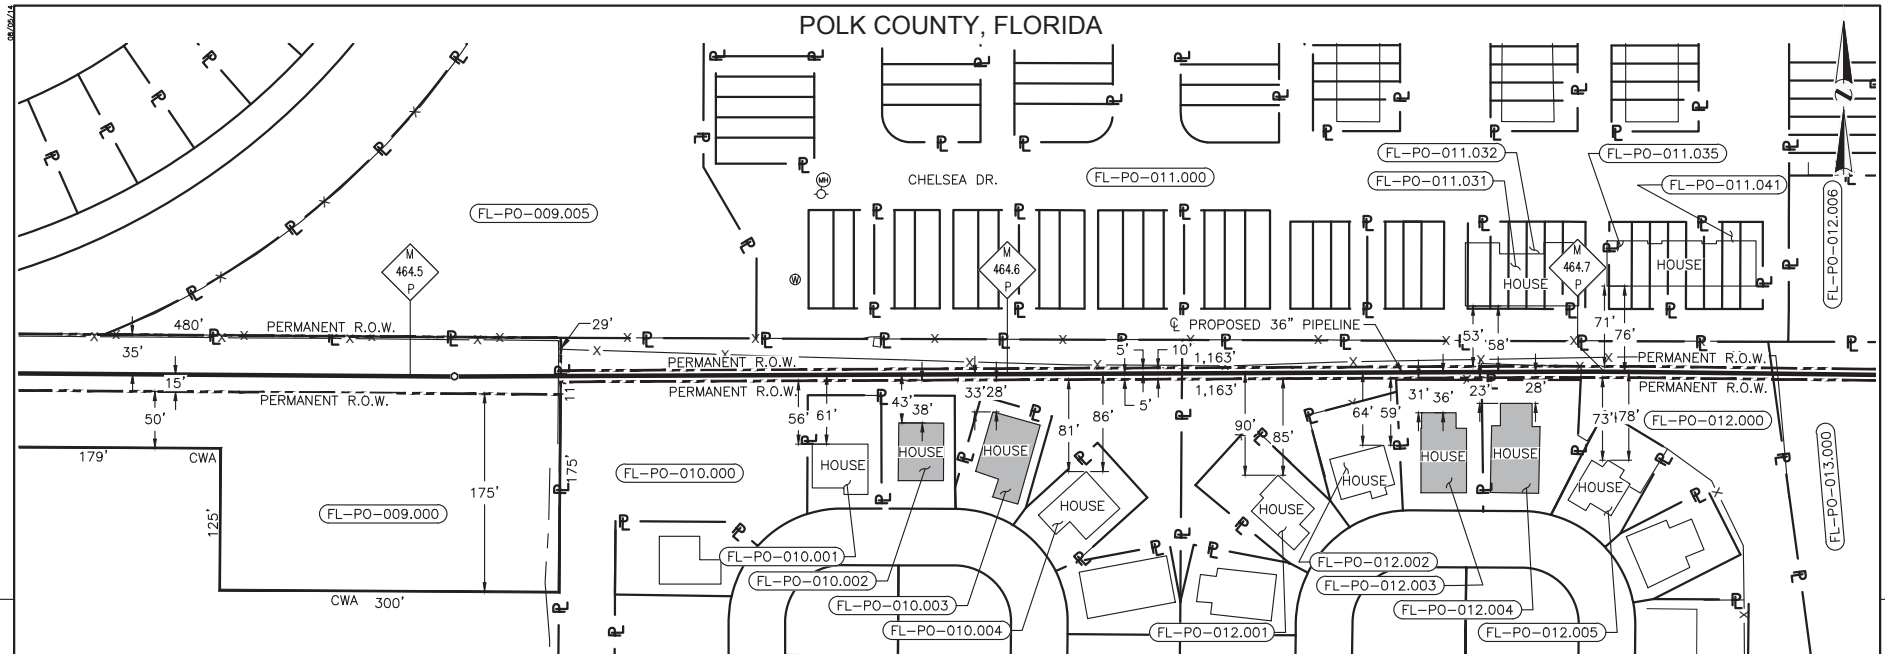 08/05/14
POLK COUNTY, FLORIDA
FL-PO-011.032
FL-PO-011.035
FL-PO-011.031
FL-PO-011.041
FL-PO-011.000
CHELSEA DR.
MH
N
FL-PO-009.005
FL-PO-012.006
M
464.5
P
M
464.6
P
M
464.7
P
W
HOUSE
HOUSE
480'
PERMANENT R.O.W.
29'
℄ PROPOSED 36" PIPELINE
53'
58'
71'
76'
35'
PERMANENT R.O.W.
5'
10'
1,163'
PERMANENT R.O.W.
15'
PERMANENT R.O.W.
11'
PERMANENT R.O.W.
5'
1,163'
PERMANENT R.O.W.
50'
56'
61'
43'
38'
33'
28'
81'
86'
90'
85'
64'
59'
31'
36'
23'
28'
73'
78'
FL-PO-012.000
FL-PO-013.000
179'
CWA
175'
175'
125'
FL-PO-009.000
CWA
300'
FL-PO-010.000
HOUSE
HOUSE
HOUSE
HOUSE
HOUSE
HOUSE
HOUSE
HOUSE
HOUSE
FL-PO-010.001
FL-PO-010.002
FL-PO-010.003
FL-PO-010.004
FL-PO-012.001
FL-PO-012.002
FL-PO-012.003
FL-PO-012.004
FL-PO-012.005